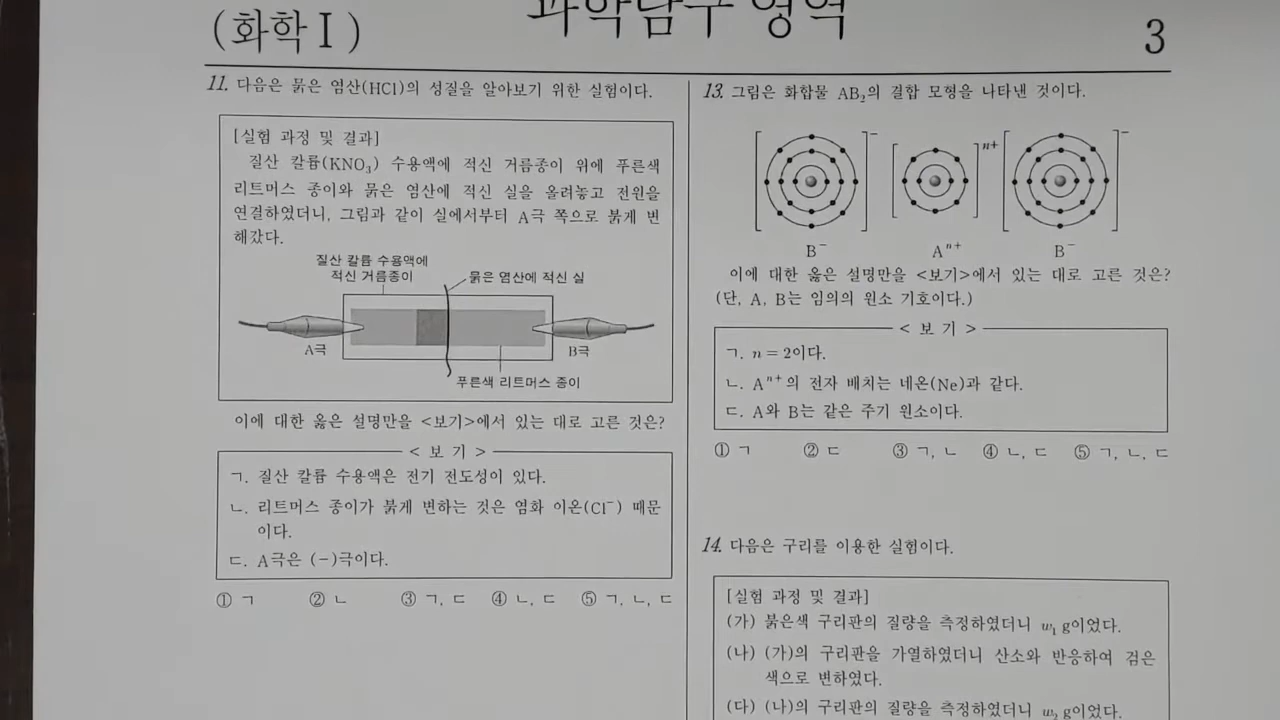 과학탐구 영역
(화학 I)
3
11. 다음은 묽은 염산(HCl)의 성질을 알아보기 위한 실험이다.
[실험 과정 및 결과]
질산 칼륨(KNO₃) 수용액에 적신 거름종이 위에 푸른색
리트머스 종이와 묽은 염산에 적신 실을 올려놓고 전원을
연결하였더니, 그림과 같이 실에서부터 A극 쪽으로 붉게 변
해갔다.
질산 칼륨 수용액에
적신 거름종이
묽은 염산에 적신 실
A극
B극
푸른색 리트머스 종이
이에 대한 옳은 설명만을 <보기>에서 있는 대로 고른 것은?
< 보 기 >
ㄱ. 질산 칼륨 수용액은 전기 전도성이 있다.
ㄴ. 리트머스 종이가 붉게 변하는 것은 염화 이온(Cl⁻) 때문
이다.
ㄷ. A극은 (-)극이다.
① ㄱ ② ㄴ ③ ㄱ, ㄷ ④ ㄴ, ㄷ ⑤ ㄱ, ㄴ, ㄷ
13. 그림은 화합물 AB₂의 결합 모형을 나타낸 것이다.
− n+ −
B⁻ Aⁿ⁺ B⁻
이에 대한 옳은 설명만을 <보기>에서 있는 대로 고른 것은?
(단, A, B는 임의의 원소 기호이다.)
< 보 기 >
ㄱ. n = 2이다.
ㄴ. Aⁿ⁺의 전자 배치는 네온(Ne)과 같다.
ㄷ. A와 B는 같은 주기 원소이다.
① ㄱ ② ㄷ ③ ㄱ, ㄴ ④ ㄴ, ㄷ ⑤ ㄱ, ㄴ, ㄷ
14. 다음은 구리를 이용한 실험이다.
[실험 과정 및 결과]
(가) 붉은색 구리판의 질량을 측정하였더니 w₁ g이었다.
(나) (가)의 구리판을 가열하였더니 산소와 반응하여 검은
색으로 변하였다.
(다) (나)의 구리판의 질량을 측정하였더니 w₂ g이었다.